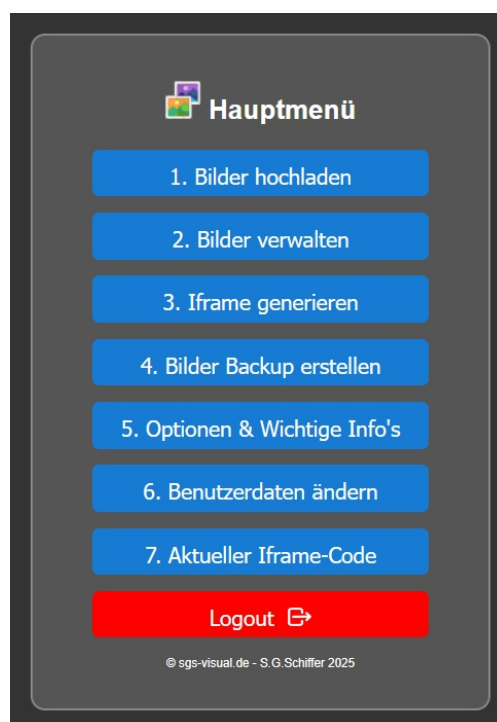 Hauptmenü
1. Bilder hochladen
2. Bilder verwalten
3. Iframe generieren
4. Bilder Backup erstellen
5. Optionen & Wichtige Info's
6. Benutzerdaten ändern
7. Aktueller Iframe-Code
Logout
© sgs-visual.de - S.G.Schiffer 2025